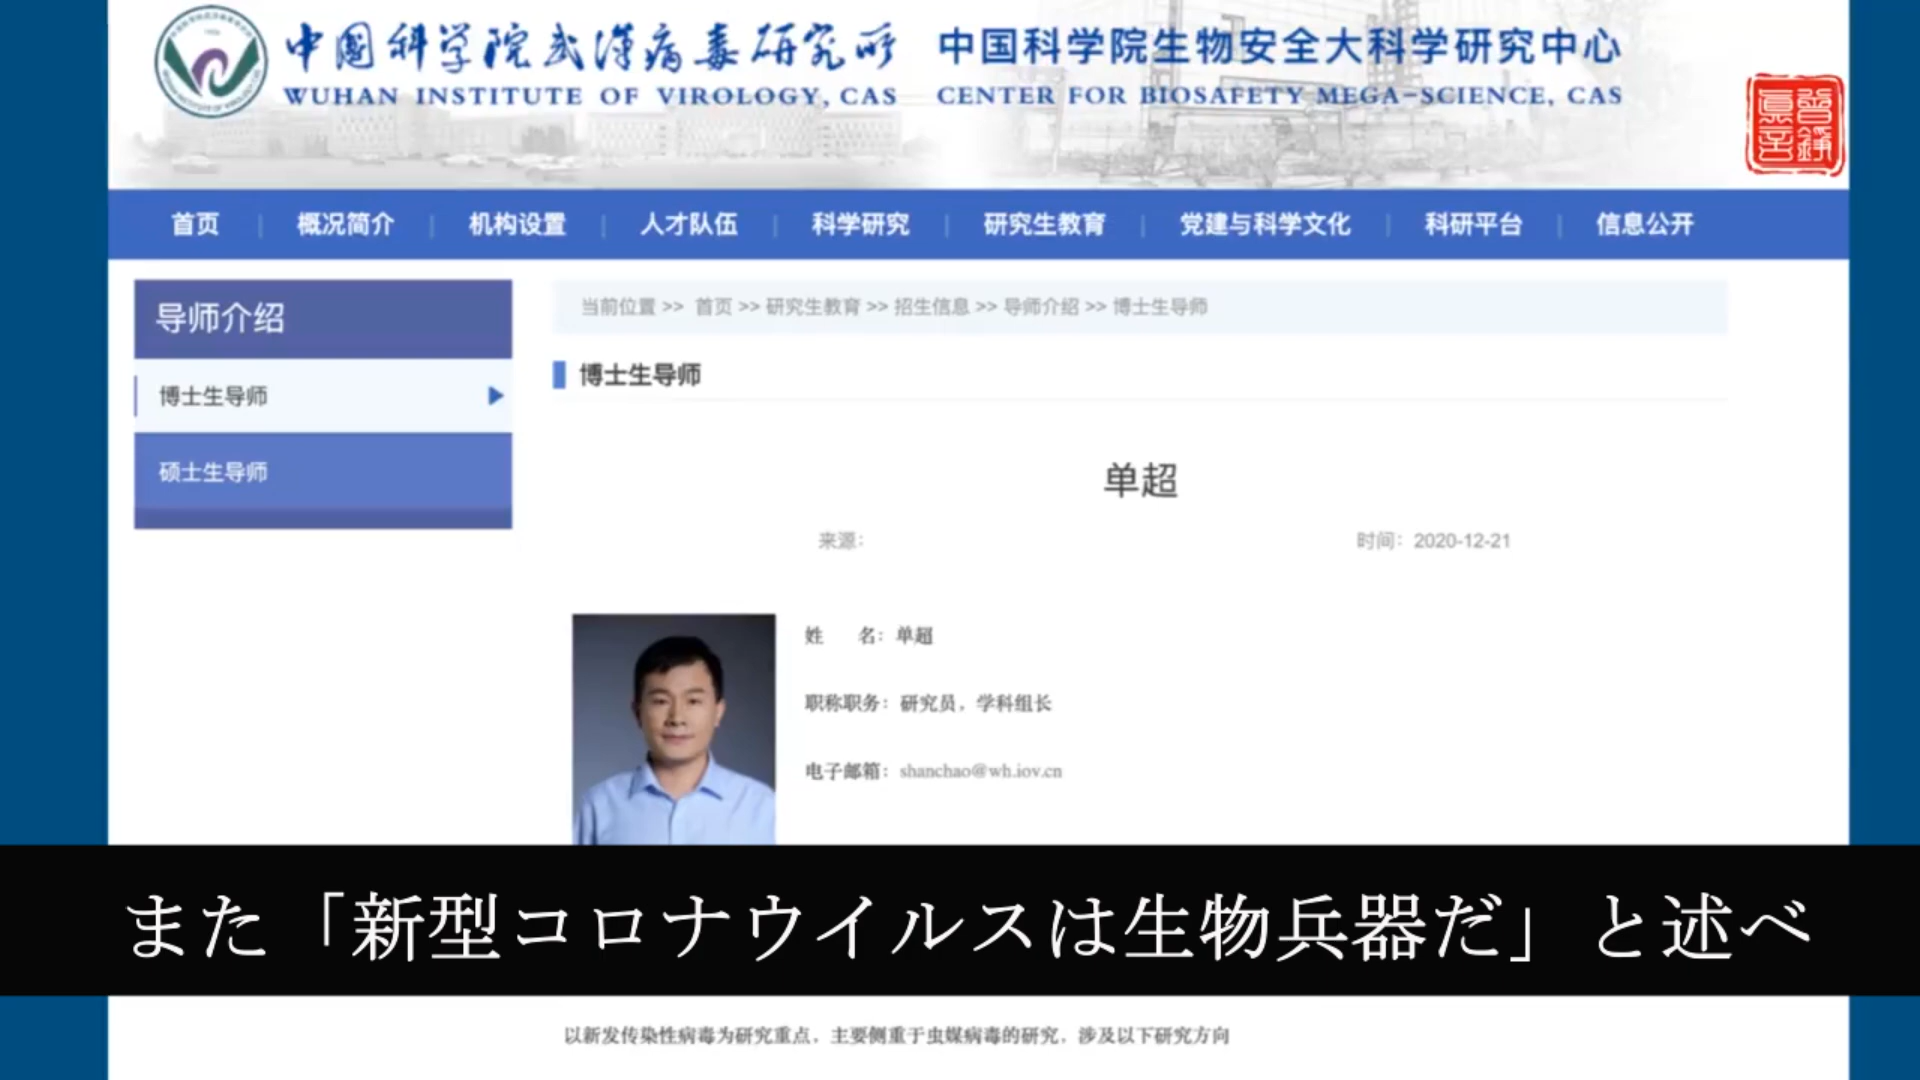 中國科学院武漢病毒研究所
WUHAN INSTITUTE OF VIROLOGY, CAS
中国科学院生物安全大科学研究中心
CENTER FOR BIOSAFETY MEGA-SCIENCE, CAS
首页 | 概况简介 | 机构设置 | 人才队伍 | 科学研究 | 研究生教育 | 党建与科学文化 | 科研平台 | 信息公开
导师介绍
博士生导师
硕士生导师
当前位置 >> 首页 >> 研究生教育 >> 招生信息 >> 导师介绍 >> 博士生导师
博士生导师
单超
来源：
时间：2020-12-21
姓 名：单超
职称职务：研究员，学科组长
电子邮箱：shanchao@wh.iov.cn
また「新型コロナウイルスは生物兵器だ」と述べ
以新发传染性病毒为研究重点，主要侧重于虫媒病毒的研究，涉及以下研究方向